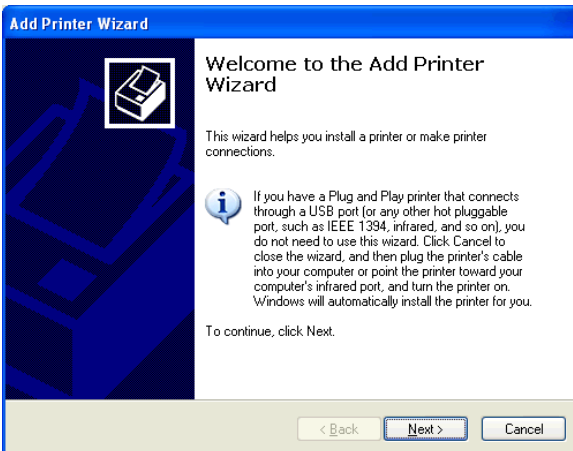 Add Printer Wizard
Welcome to the Add Printer
Wizard
This wizard helps you install a printer or make printer
connections.
If you have a Plug and Play printer that connects
through a USB port (or any other hot pluggable
port, such as IEEE 1394, infrared, and so on), you
do not need to use this wizard. Click Cancel to
close the wizard, and then plug the printer's cable
into your computer or point the printer toward your
computer's infrared port, and turn the printer on.
Windows will automatically install the printer for you.
To continue, click Next.
< Back Next > Cancel